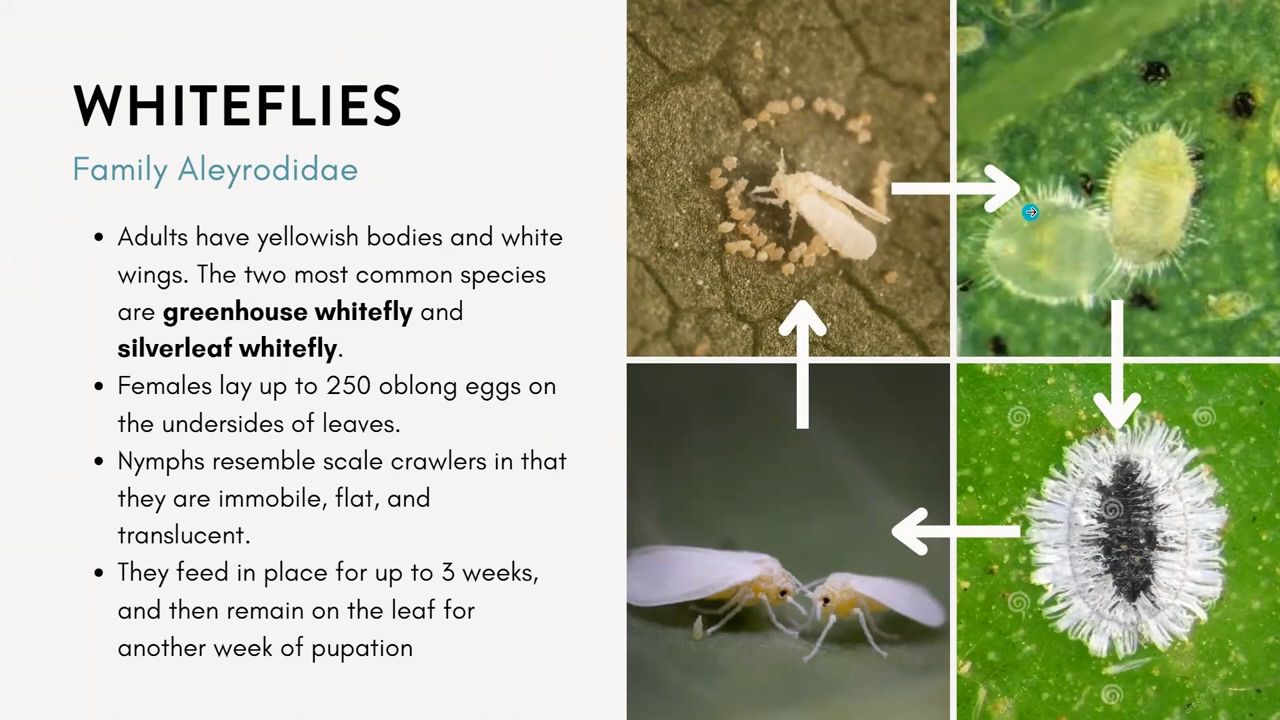 WHITEFLIES
Family Aleyrodidae
• Adults have yellowish bodies and white
wings. The two most common species
are greenhouse whitefly and
silverleaf whitefly.
• Females lay up to 250 oblong eggs on
the undersides of leaves.
• Nymphs resemble scale crawlers in that
they are immobile, flat, and
translucent.
• They feed in place for up to 3 weeks,
and then remain on the leaf for
another week of pupation